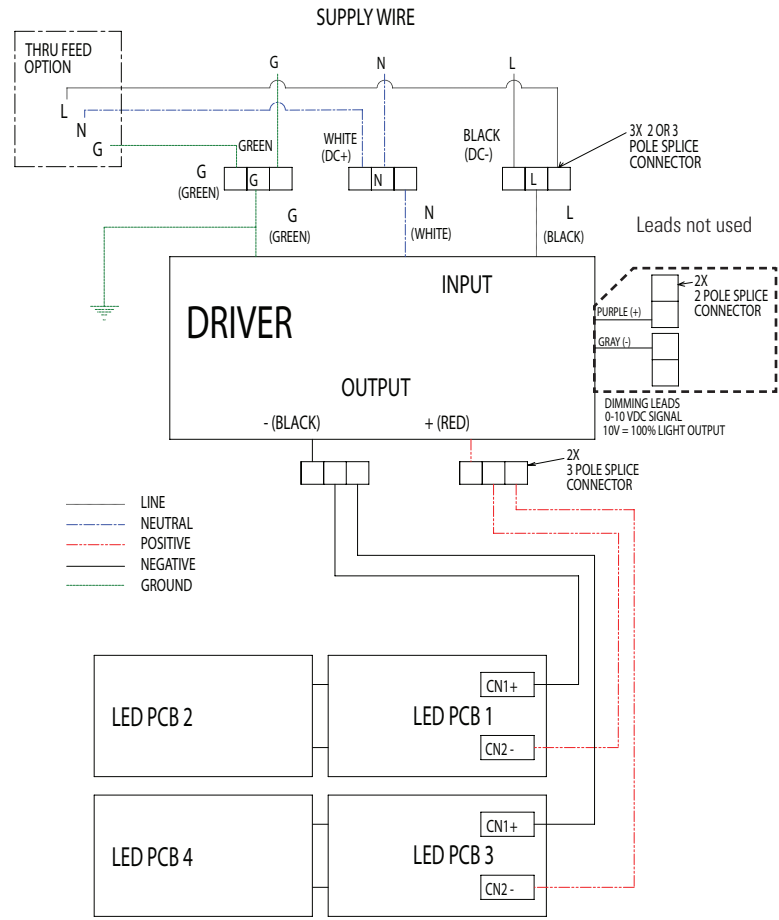 SUPPLY WIRE
THRU FEED
OPTION
L
N
G
G
N
L
GREEN
WHITE
(DC+)
BLACK
(DC-)
3X 2 OR 3
POLE SPLICE
CONNECTOR
G
(GREEN)
G
N
L
G
(GREEN)
N
(WHITE)
L
(BLACK)
Leads not used
INPUT
DRIVER
OUTPUT
- (BLACK)
+ (RED)
PURPLE (+)
GRAY (-)
2X
2 POLE SPLICE
CONNECTOR
DIMMING LEADS
0-10 VDC SIGNAL
10V = 100% LIGHT OUTPUT
2X
3 POLE SPLICE
CONNECTOR
LINE
NEUTRAL
POSITIVE
NEGATIVE
GROUND
LED PCB 2
LED PCB 1
CN1+
CN2 -
LED PCB 4
LED PCB 3
CN1+
CN2 -